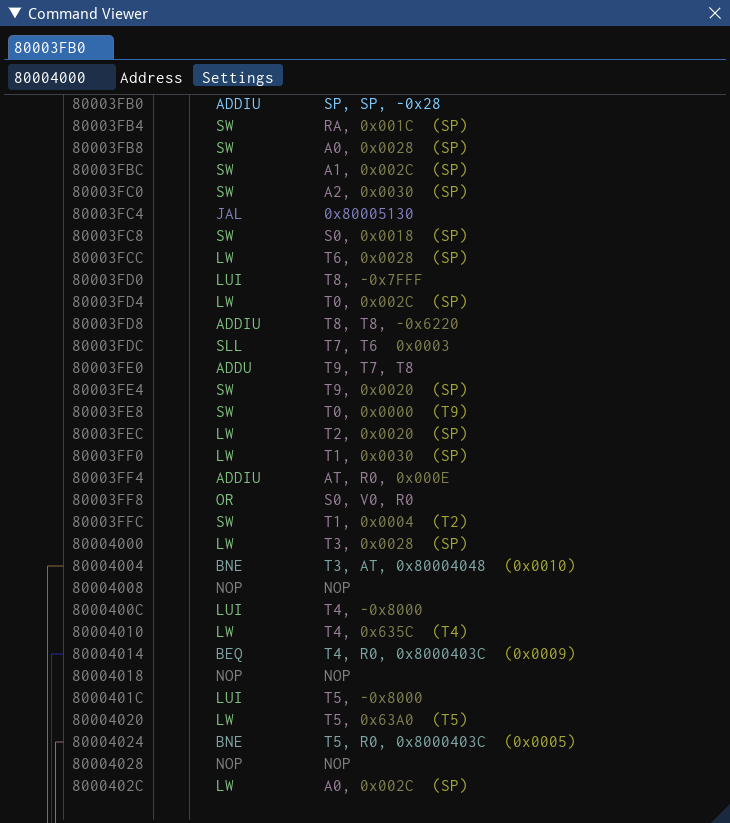 ▼ Command Viewer ×
80003FB0
80004000 Address Settings
80003FB0 ADDIU SP, SP, -0x28
80003FB4 SW RA, 0x001C (SP)
80003FB8 SW A0, 0x0028 (SP)
80003FBC SW A1, 0x002C (SP)
80003FC0 SW A2, 0x0030 (SP)
80003FC4 JAL 0x80005130
80003FC8 SW S0, 0x0018 (SP)
80003FCC LW T6, 0x0028 (SP)
80003FD0 LUI T8, -0x7FFF
80003FD4 LW T0, 0x002C (SP)
80003FD8 ADDIU T8, T8, -0x6220
80003FDC SLL T7, T6 0x0003
80003FE0 ADDU T9, T7, T8
80003FE4 SW T9, 0x0020 (SP)
80003FE8 SW T0, 0x0000 (T9)
80003FEC LW T2, 0x0020 (SP)
80003FF0 LW T1, 0x0030 (SP)
80003FF4 ADDIU AT, R0, 0x000E
80003FF8 OR S0, V0, R0
80003FFC SW T1, 0x0004 (T2)
80004000 LW T3, 0x0028 (SP)
80004004 BNE T3, AT, 0x80004048 (0x0010)
80004008 NOP NOP
8000400C LUI T4, -0x8000
80004010 LW T4, 0x635C (T4)
80004014 BEQ T4, R0, 0x8000403C (0x0009)
80004018 NOP NOP
8000401C LUI T5, -0x8000
80004020 LW T5, 0x63A0 (T5)
80004024 BNE T5, R0, 0x8000403C (0x0005)
80004028 NOP NOP
8000402C LW A0, 0x002C (SP)